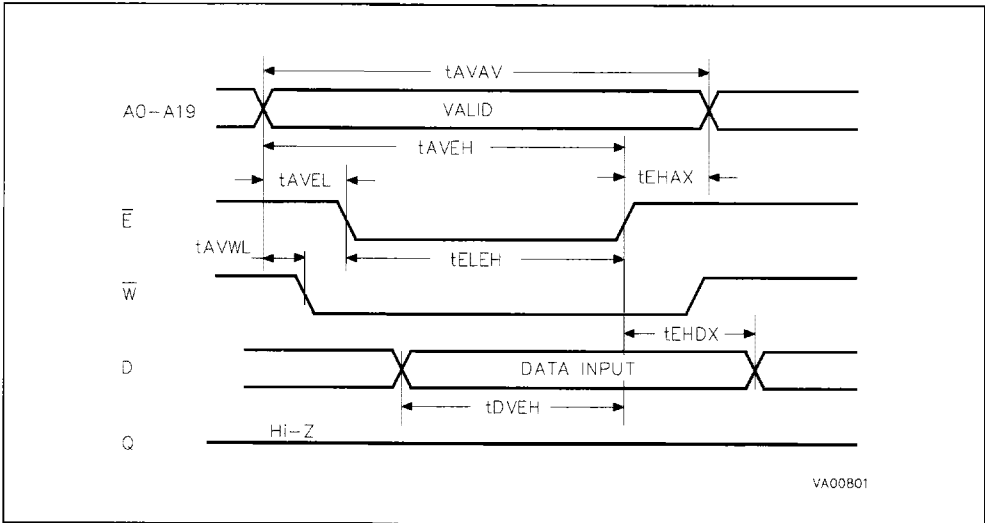 tAVAV
A0-A19
VALID
tAVEH
tAVEL
tEHAX
E
tAVWL
tELEH
W
tEHDX
D
DATA INPUT
tDVEH
Q
Hi-Z
VA00801